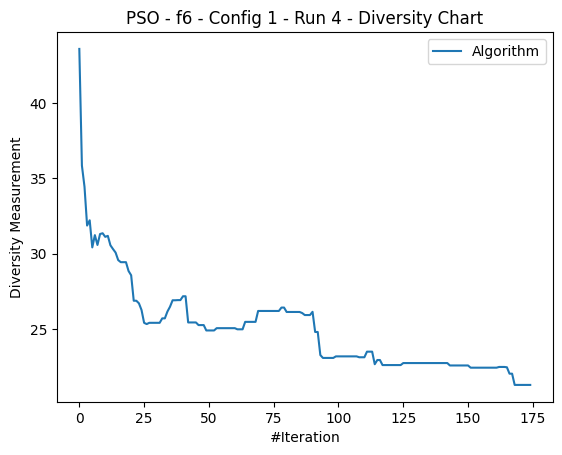 PSO - f6 - Config 1 - Run 4 - Diversity Chart
Algorithm
Diversity Measurement
40
35
30
25
0 25 50 75 100 125 150 175
#Iteration